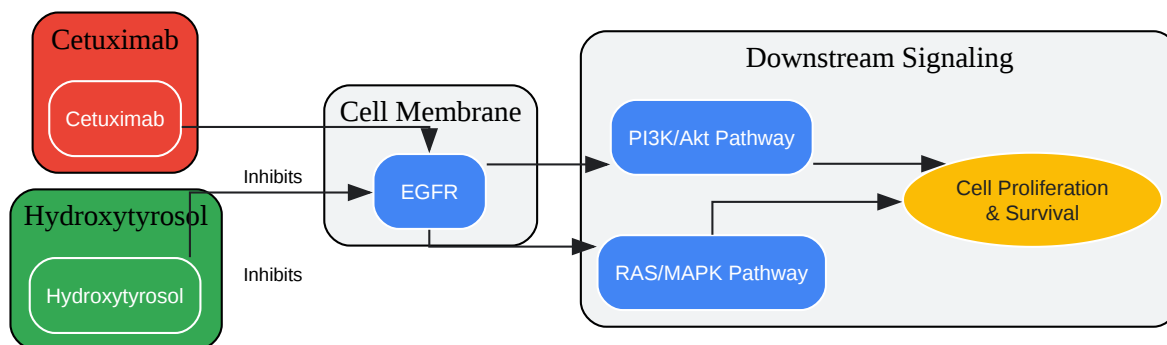 Cetuximab
Cetuximab
Inhibits
Hydroxytyrosol
Hydroxytyrosol
Inhibits
Cell Membrane
EGFR
Downstream Signaling
PI3K/Akt Pathway
RAS/MAPK Pathway
Cell Proliferation
& Survival